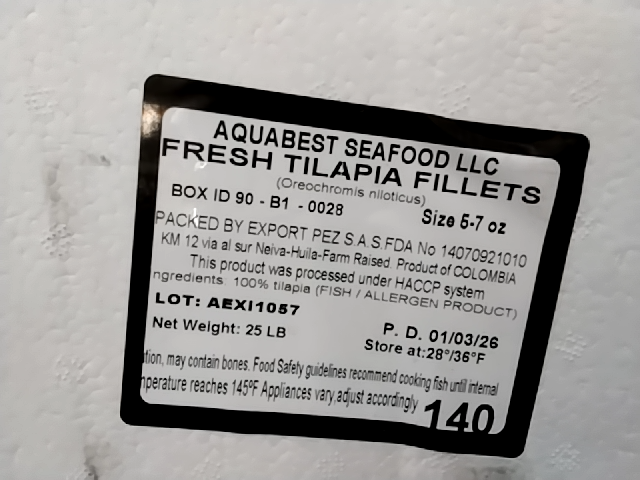 AQUABEST SEAFOOD LLC
FRESH TILAPIA FILLETS
(Oreochromis niloticus)
BOX ID 90 - B1 - 0028 Size 5-7 oz
PACKED BY EXPORT PEZ S.A.S.FDA No 14070921010
KM 12 via al sur Neiva-Huila-Farm Raised. Product of COLOMBIA
This product was processed under HACCP system
ngredients: 100% tilapia (FISH / ALLERGEN PRODUCT)
LOT: AEXI1057
Net Weight: 25 LB
P. D. 01/03/26
Store at:28°/36°F
ation, may contain bones. Food Safety guidelines recommend cooking fish until internal
mperature reaches 145°F Appliances vary,adjust accordingly
140